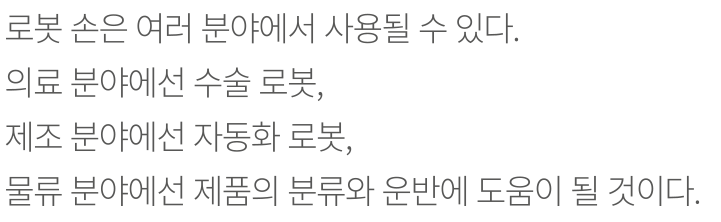 로봇 손은 여러 분야에서 사용될 수 있다.
의료 분야에선 수술 로봇,
제조 분야에선 자동화 로봇,
물류 분야에선 제품의 분류와 운반에 도움이 될 것이다.